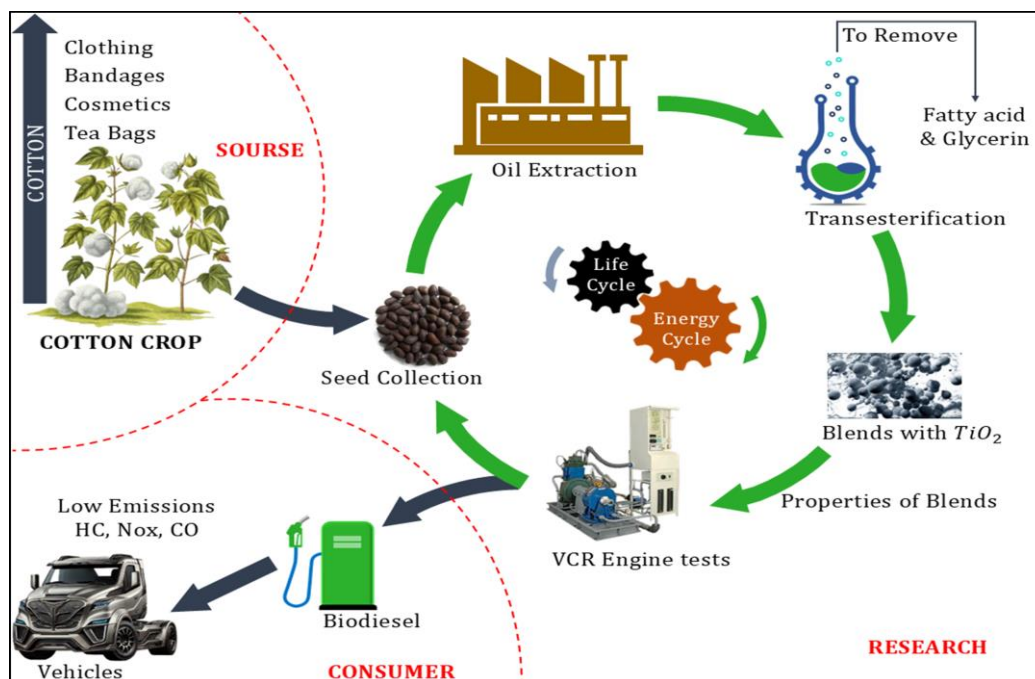 Clothing
Bandages
Cosmetics
Tea Bags
COTTON
SOURSE
COTTON CROP
Seed Collection
Oil Extraction
To Remove
Fatty acid
& Glycerin
Transesterification
Life
Cycle
Energy
Cycle
Blends with TiO₂
Properties of Blends
VCR Engine tests
Low Emissions
HC, Nox, CO
Biodiesel
Vehicles
CONSUMER
RESEARCH